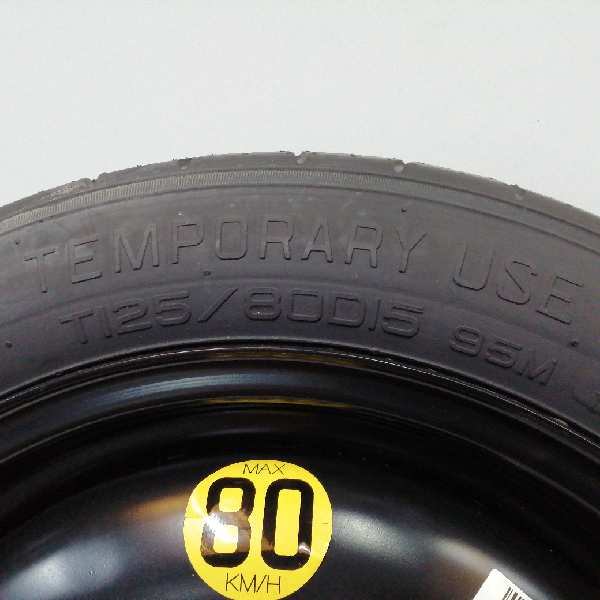 TEMPORARY USE
T125/80D15 95M
MAX
80
KM/H